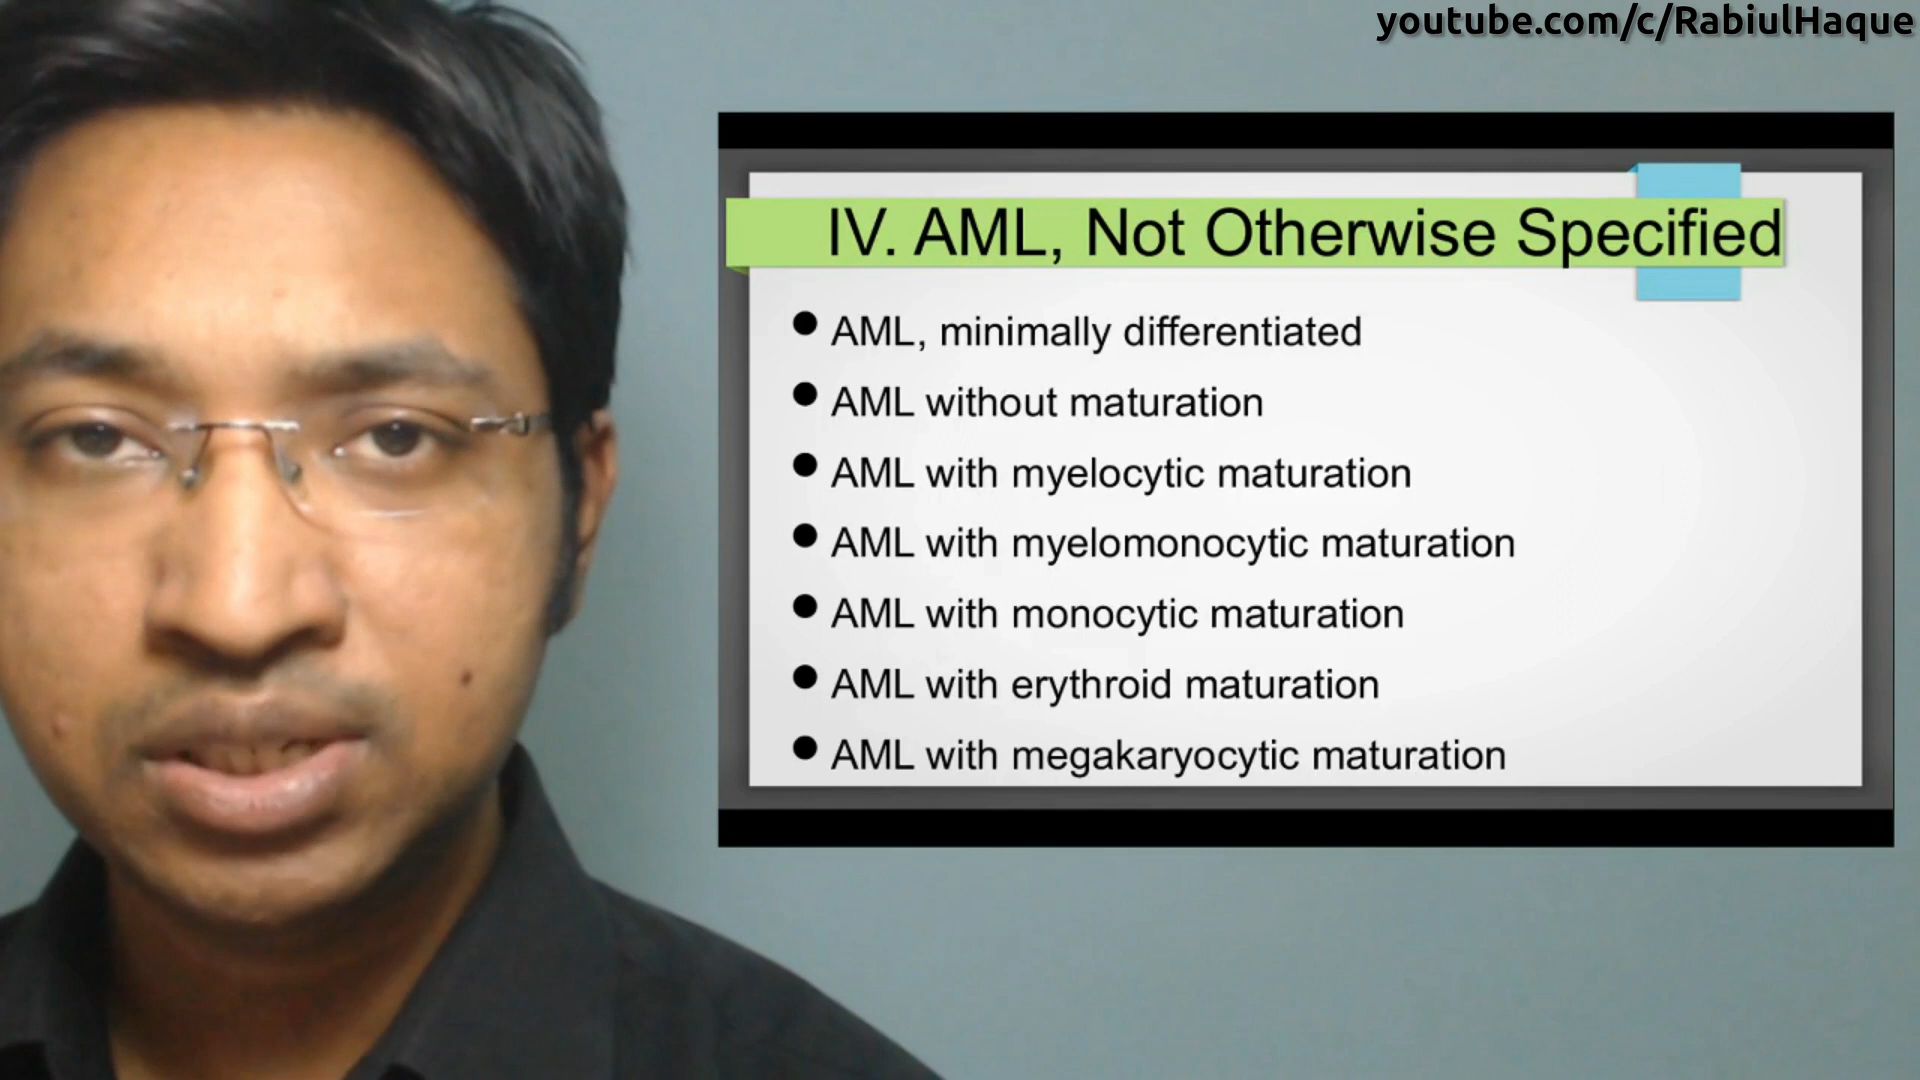 youtube.com/c/RabiulHaque
IV. AML, Not Otherwise Specified
AML, minimally differentiated
AML without maturation
AML with myelocytic maturation
AML with myelomonocytic maturation
AML with monocytic maturation
AML with erythroid maturation
AML with megakaryocytic maturation